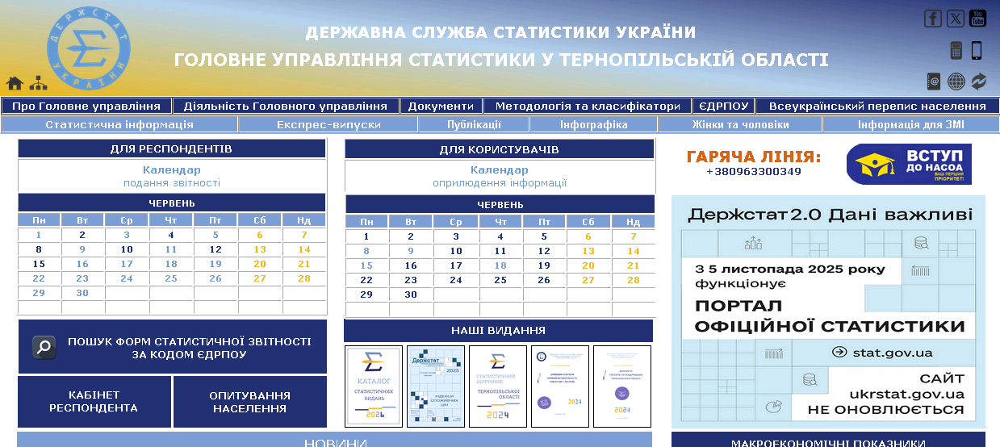 ДЕРЖСТАТ УКРАЇНИ
ДЕРЖАВНА СЛУЖБА СТАТИСТИКИ УКРАЇНИ
ГОЛОВНЕ УПРАВЛІННЯ СТАТИСТИКИ У ТЕРНОПІЛЬСЬКІЙ ОБЛАСТІ
You Tube
Про Головне управління Діяльність Головного управління Документи Методологія та класифікатори ЄДРПОУ Всеукраїнський перепис населення
Статистична інформація Експрес-випуски Публікації Інфографіка Жінки та чоловіки Інформація для ЗМІ
ДЛЯ РЕСПОНДЕНТІВ
Календар
подання звітності
ЧЕРВЕНЬ
Пн Вт Ср Чт Пт Сб Нд
1 2 3 4 5 6 7
8 9 10 11 12 13 14
15 16 17 18 19 20 21
22 23 24 25 26 27 28
29 30
ПОШУК ФОРМ СТАТИСТИЧНОЇ ЗВІТНОСТІ
ЗА КОДОМ ЄДРПОУ
КАБІНЕТ
РЕСПОНДЕНТА
ОПИТУВАННЯ
НАСЕЛЕННЯ
ДЛЯ КОРИСТУВАЧІВ
Календар
оприлюдення інформації
ЧЕРВЕНЬ
Пн Вт Ср Чт Пт Сб Нд
1 2 3 4 5 6 7
8 9 10 11 12 13 14
15 16 17 18 19 20 21
22 23 24 25 26 27 28
29 30
НАШІ ВИДАННЯ
КАТАЛОГ
СТАТИСТИЧНИХ
ВИДАНЬ
2026
Держстат
2025
ІНДЕКСИ
СПОЖИВЧИХ
ЦІН
СТАТИСТИЧНИЙ
ЩОРІЧНИК
ТЕРНОПІЛЬСЬКОЇ
ОБЛАСТІ
2024
2024
2024
ГАРЯЧА ЛІНІЯ:
+380963300349
ВСТУП
ДО НАСОА
ВАШ ПЕРШИЙ
ПРІОРИТЕТ!
Держстат 2.0 Дані важливі
З 5 листопада 2025 року
функціонує
ПОРТАЛ
ОФІЦІЙНОЇ СТАТИСТИКИ
stat.gov.ua
САЙТ
ukrstat.gov.ua
НЕ ОНОВЛЮЄТЬСЯ
НОВИНИ
МАКРОЕКОНОМІЧНІ ПОКАЗНИКИ